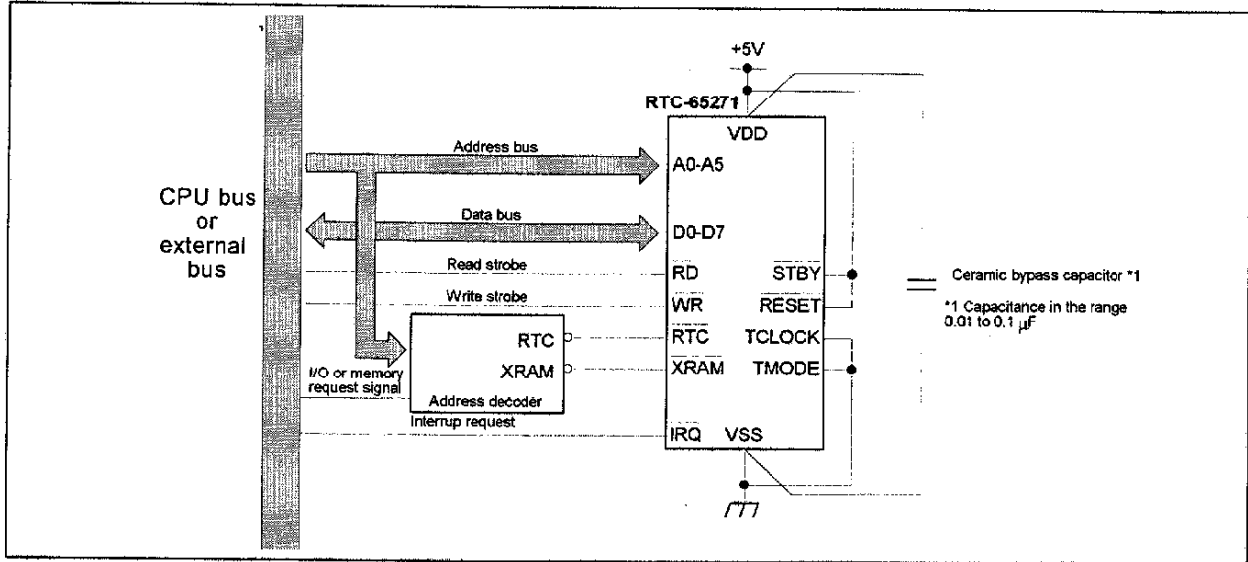 +5V
RTC-65271
VDD
Address bus
A0-A5
CPU bus
or
external
bus
Data bus
D0-D7
Read strobe
RD
STBY
Ceramic bypass capacitor *1
Write strobe
WR
RESET
*1 Capacitance in the range
0.01 to 0.1 µF
RTC
RTC
TCLOCK
XRAM
XRAM
TMODE
I/O or memory
request signal
Address decoder
Interrup request
IRQ
VSS